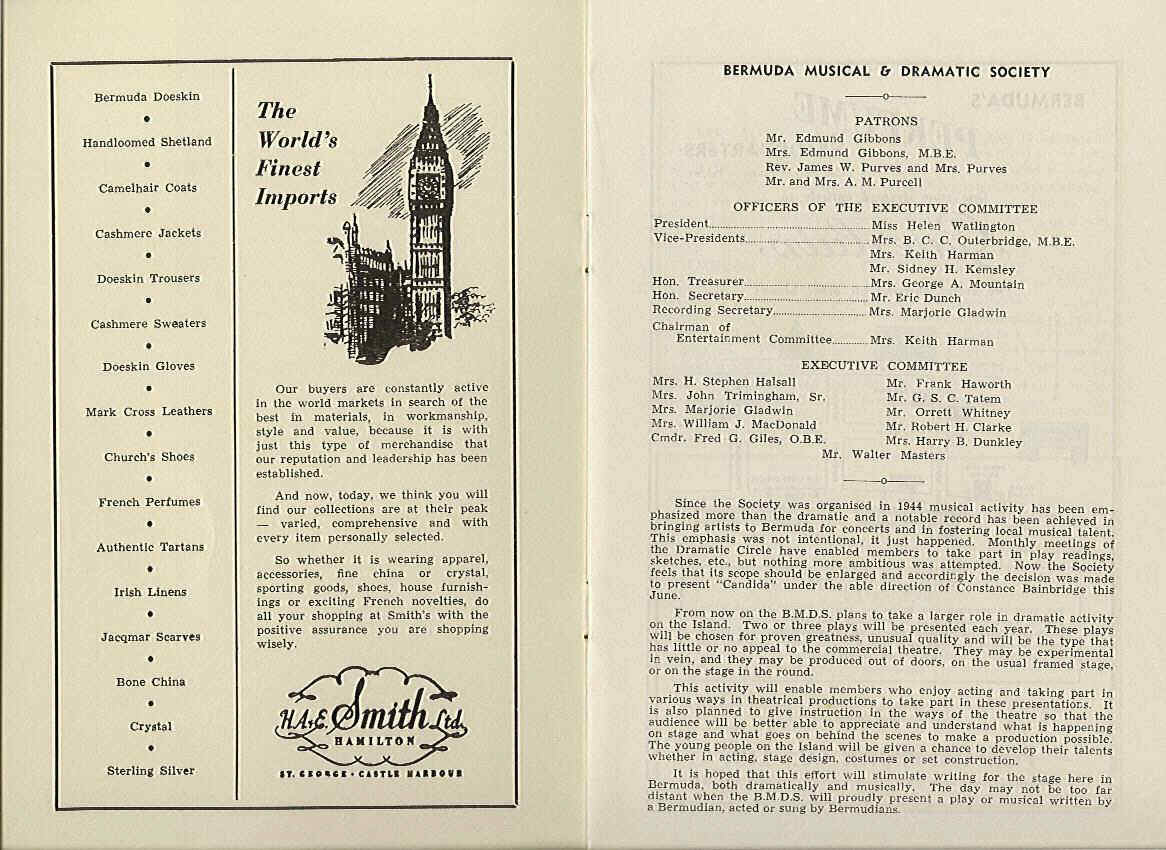 Bermuda Doeskin
•
Handloomed Shetland
•
Camelhair Coats
•
Cashmere Jackets
•
Doeskin Trousers
•
Cashmere Sweaters
•
Doeskin Gloves
•
Mark Cross Leathers
•
Church's Shoes
•
French Perfumes
•
Authentic Tartans
•
Irish Linens
•
Jacqmar Scarves
•
Bone China
•
Crystal
•
Sterling Silver
The
World's
Finest
Imports
Our buyers are constantly active
in the world markets in search of the
best in materials, in workmanship,
style and value, because it is with
just this type of merchandise that
our reputation and leadership has been
established.
And now, today, we think you will
find our collections are at their peak
— varied, comprehensive and with
every item personally selected.
So whether it is wearing apparel,
accessories, fine china or crystal,
sporting goods, shoes, house furnish-
ings or exciting French novelties, do
all your shopping at Smith's with the
positive assurance you are shopping
wisely.
H.A.&E. Smith Ltd.
HAMILTON
ST. GEORGE · CASTLE HARBOUR
BERMUDA MUSICAL & DRAMATIC SOCIETY
PATRONS
Mr. Edmund Gibbons
Mrs. Edmund Gibbons, M.B.E.
Rev. James W. Purves and Mrs. Purves
Mr. and Mrs. A. M. Purcell
OFFICERS OF THE EXECUTIVE COMMITTEE
President.......... Miss Helen Watlington
Vice-Presidents.......... Mrs. B. C. C. Outerbridge, M.B.E.
Mrs. Keith Harman
Mr. Sidney H. Kemsley
Hon. Treasurer.......... Mrs. George A. Mountain
Hon. Secretary.......... Mr. Eric Dunch
Recording Secretary.......... Mrs. Marjorie Gladwin
Chairman of
Entertainment Committee.......... Mrs. Keith Harman
EXECUTIVE COMMITTEE
Mrs. H. Stephen Halsall Mr. Frank Haworth
Mrs. John Trimingham, Sr. Mr. G. S. C. Tatem
Mrs. Marjorie Gladwin Mr. Orrett Whitney
Mrs. William J. MacDonald Mr. Robert H. Clarke
Cmdr. Fred G. Giles, O.B.E. Mrs. Harry B. Dunkley
Mr. Walter Masters
Since the Society was organised in 1944 musical activity has been em-
phasized more than the dramatic and a notable record has been achieved in
bringing artists to Bermuda for concerts and in fostering local musical talent.
This emphasis was not intentional, it just happened. Monthly meetings of
the Dramatic Circle have enabled members to take part in play readings,
sketches, etc., but nothing more ambitious was attempted. Now the Society
feels that its scope should be enlarged and accordingly the decision was made
to present "Candida" under the able direction of Constance Bainbridge this
June.
From now on the B.M.D.S. plans to take a larger role in dramatic activity
on the Island. Two or three plays will be presented each year. These plays
will be chosen for proven greatness, unusual quality and will be the type that
has little or no appeal to the commercial theatre. They may be experimental
in vein, and they may be produced out of doors, on the usual framed stage,
or on the stage in the round.
This activity will enable members who enjoy acting and taking part in
various ways in theatrical productions to take part in these presentations. It
is also planned to give instruction in the ways of the theatre so that the
audience will be better able to appreciate and understand what is happening
on stage and what goes on behind the scenes to make a production possible.
The young people on the Island will be given a chance to develop their talents
whether in acting, stage design, costumes or set construction.
It is hoped that this effort will stimulate writing for the stage here in
Bermuda, both dramatically and musically. The day may not be too far
distant when the B.M.D.S. will proudly present a play or musical written by
a Bermudian, acted or sung by Bermudians.